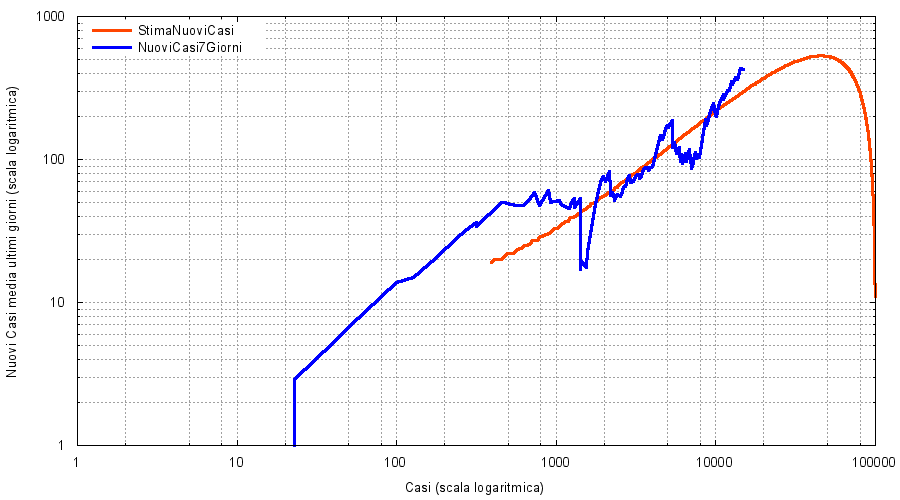 1000
StimaNuoviCasi
NuoviCasi7Giorni
Nuovi Casi media ultimi giorni (scala logaritmica)
100
10
1
1 10 100 1000 10000 100000
Casi (scala logaritmica)